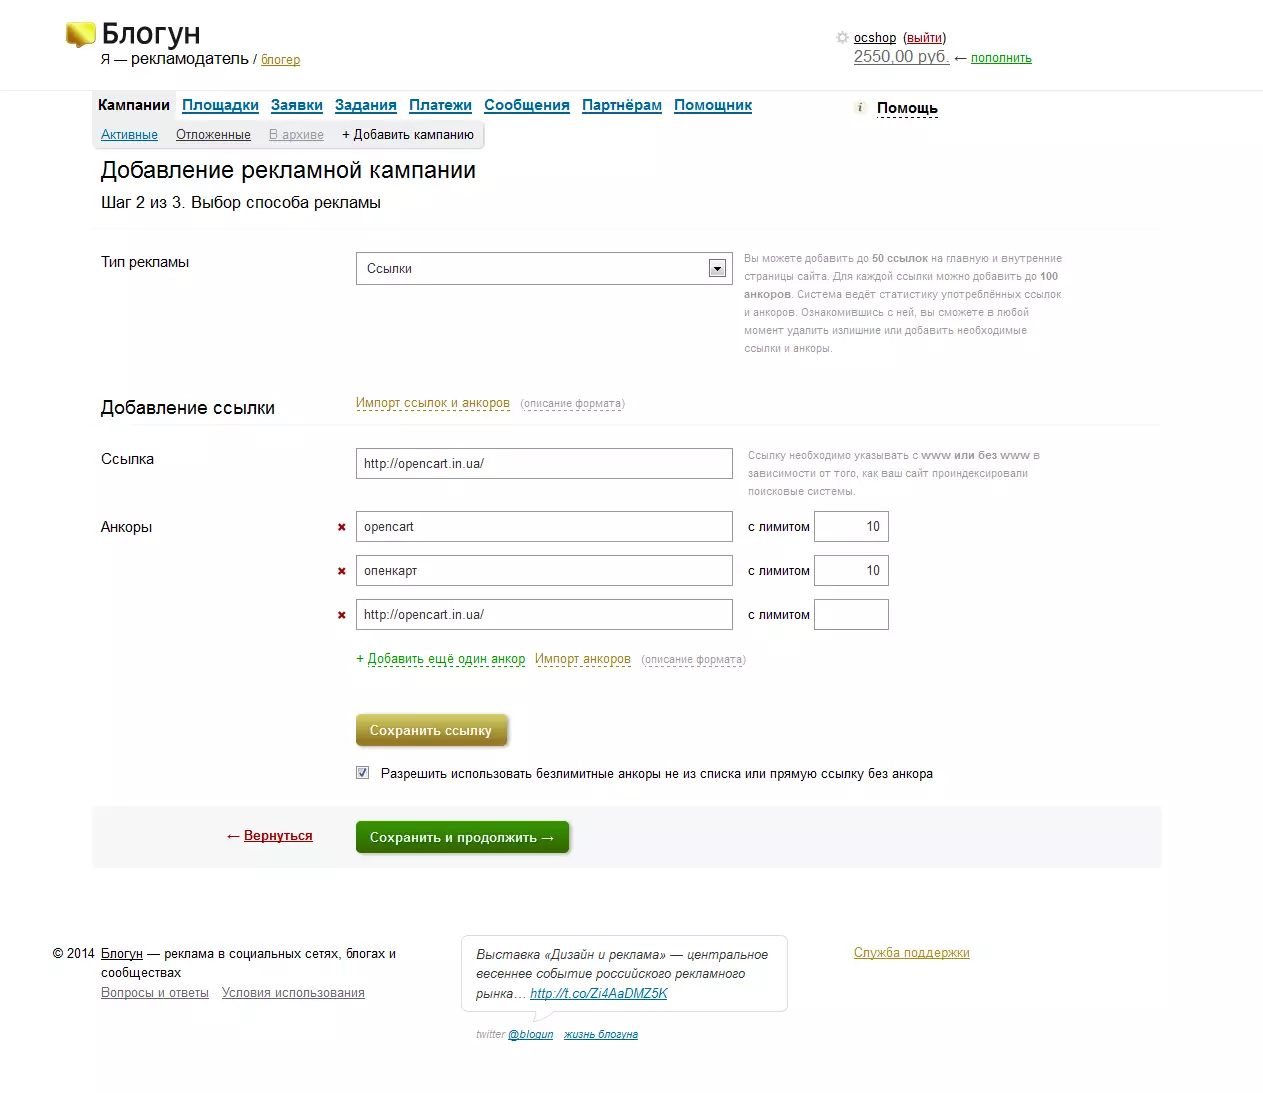 Блогун
Я — рекламодатель / блогер
ocshop (выйти)
2550,00 руб. ← пополнить
Кампании Площадки Заявки Задания Платежи Сообщения Партнёрам Помощник
i Помощь
Активные Отложенные В архиве + Добавить кампанию
Добавление рекламной кампании
Шаг 2 из 3. Выбор способа рекламы
Тип рекламы
Ссылки
Вы можете добавить до 50 ссылок на главную и внутренние
страницы сайта. Для каждой ссылки можно добавить до 100
анкоров. Система ведёт статистику употреблённых ссылок
и анкоров. Ознакомившись с ней, вы сможете в любой
момент удалить излишние или добавить необходимые
ссылки и анкоры.
Добавление ссылки
Импорт ссылок и анкоров (описание формата)
Ссылка
http://opencart.in.ua/
Ссылку необходимо указывать с www или без www в
зависимости от того, как ваш сайт проиндексировали
поисковые системы.
Анкоры
opencart с лимитом 10
опенкарт с лимитом 10
http://opencart.in.ua/ с лимитом
+ Добавить ещё один анкор Импорт анкоров (описание формата)
Сохранить ссылку
Разрешить использовать безлимитные анкоры не из списка или прямую ссылку без анкора
← Вернуться
Сохранить и продолжить →
© 2014 Блогун — реклама в социальных сетях, блогах и
сообществах
Вопросы и ответы Условия использования
Выставка «Дизайн и реклама» — центральное
весеннее событие российского рекламного
рынка… http://t.co/Zi4AaDMZ5K
twitter @blogun жизнь блогуна
Служба поддержки